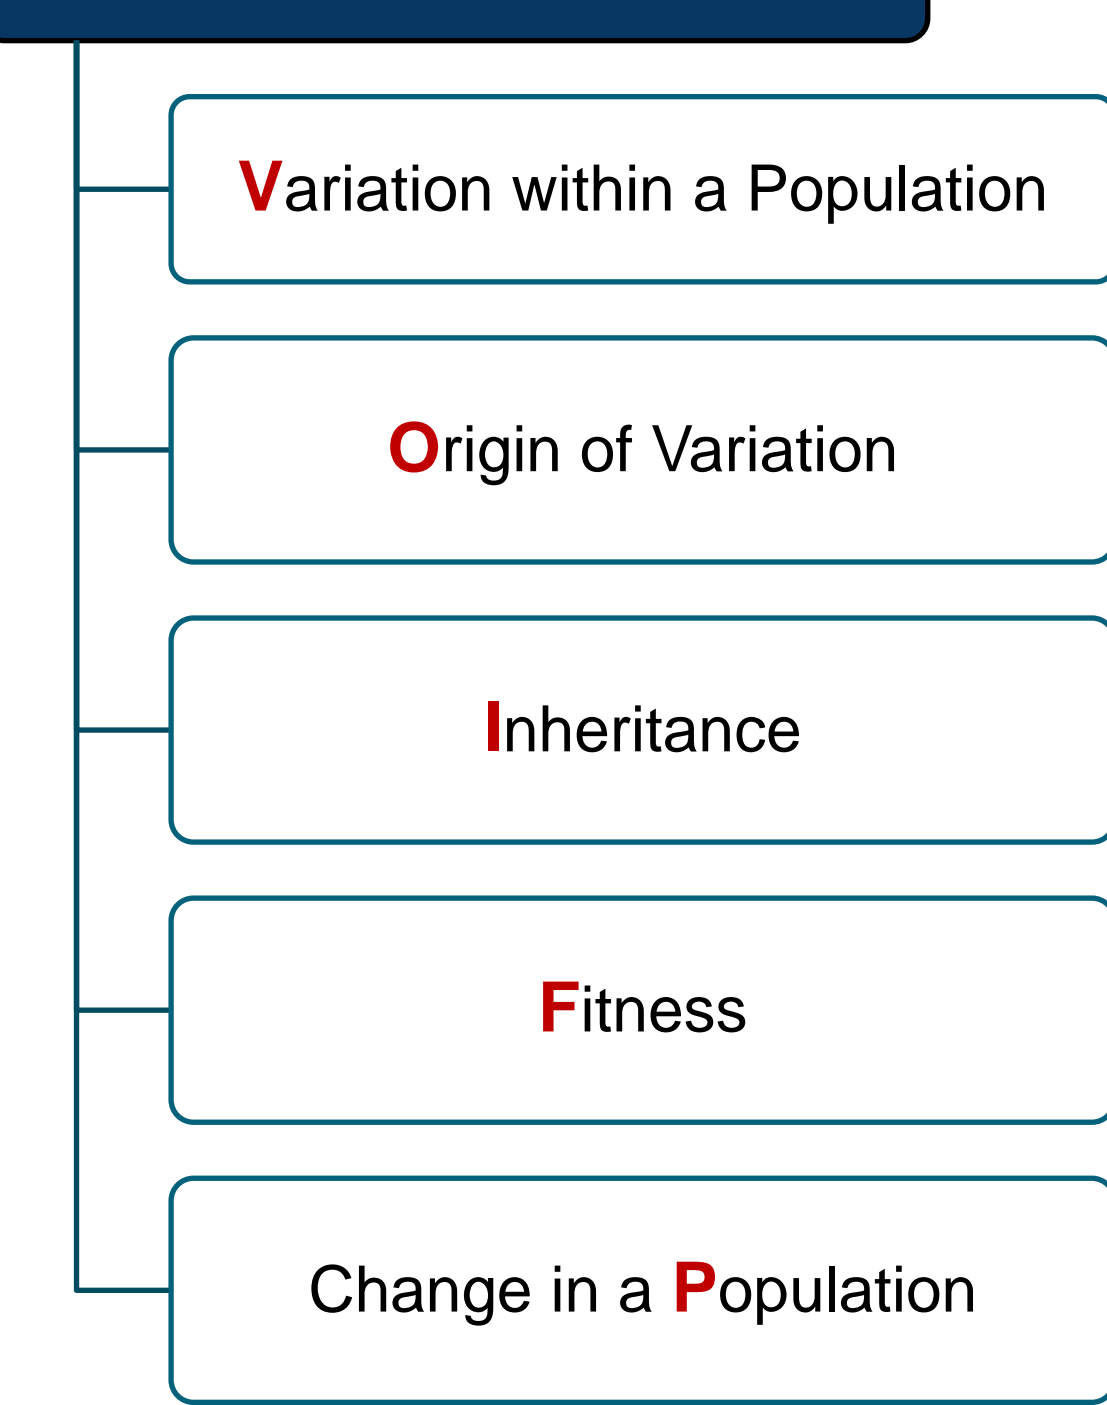 Variation within a Population
Origin of Variation
Inheritance
Fitness
Change in a Population